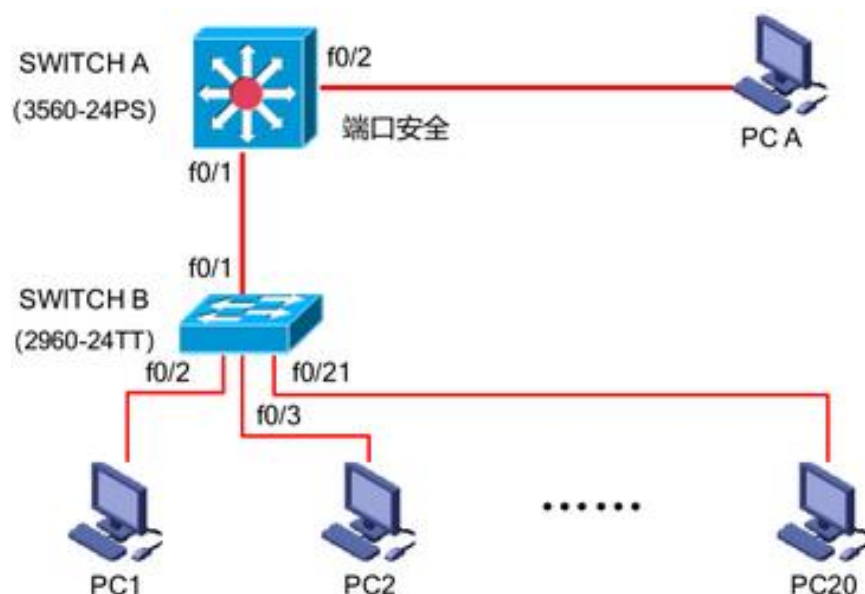 SWITCH A
(3560-24PS)
f0/2
端口安全
PC A
f0/1
f0/1
SWITCH B
(2960-24TT)
f0/2
f0/21
f0/3
......
PC1
PC2
PC20